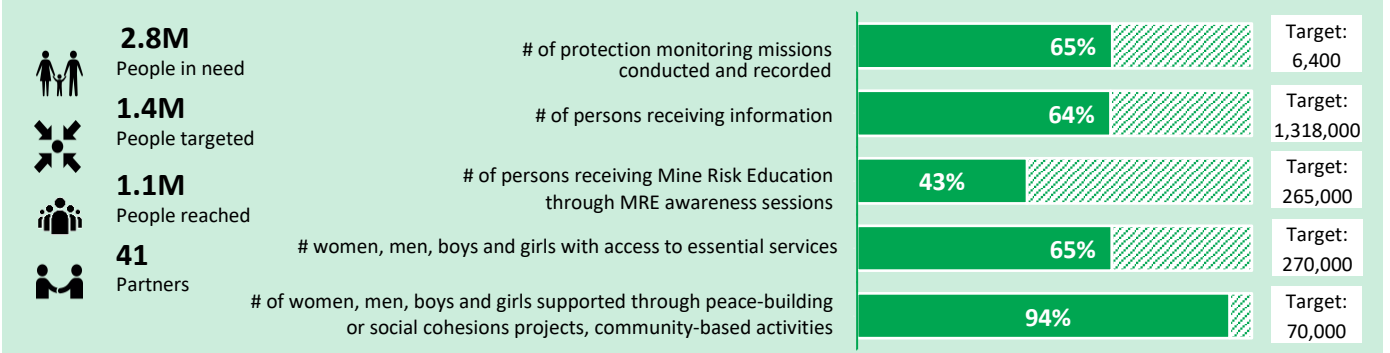 2.8M
People in need
1.4M
People targeted
1.1M
People reached
41
Partners
# of protection monitoring missions
conducted and recorded
65%
Target:
6,400
# of persons receiving information
64%
Target:
1,318,000
# of persons receiving Mine Risk Education
through MRE awareness sessions
43%
Target:
265,000
# women, men, boys and girls with access to essential services
65%
Target:
270,000
# of women, men, boys and girls supported through peace-building
or social cohesions projects, community-based activities
94%
Target:
70,000